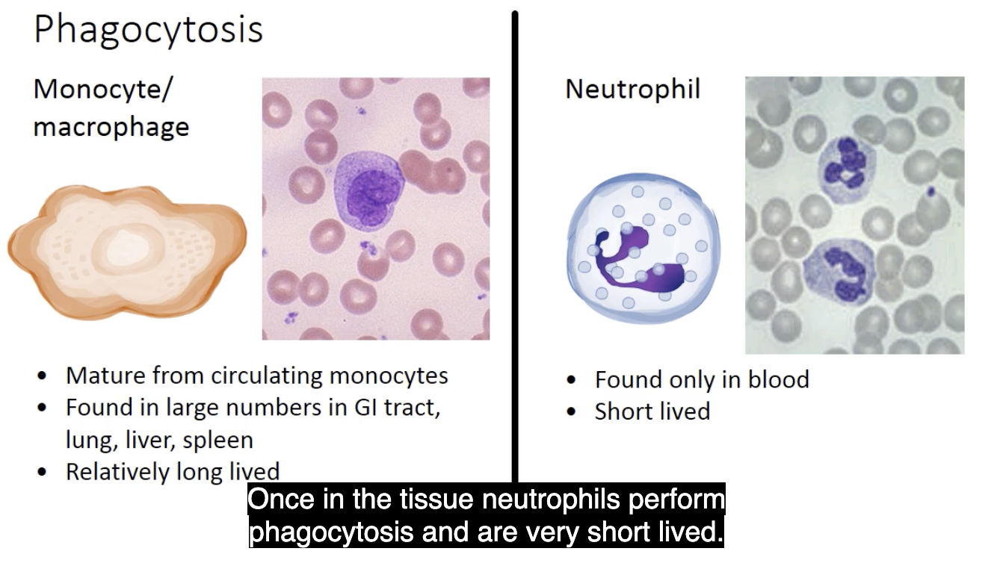 Phagocytosis
Monocyte/
macrophage
• Mature from circulating monocytes
• Found in large numbers in GI tract,
lung, liver, spleen
• Relatively long lived
Neutrophil
• Found only in blood
• Short lived
Once in the tissue neutrophils perform
phagocytosis and are very short lived.